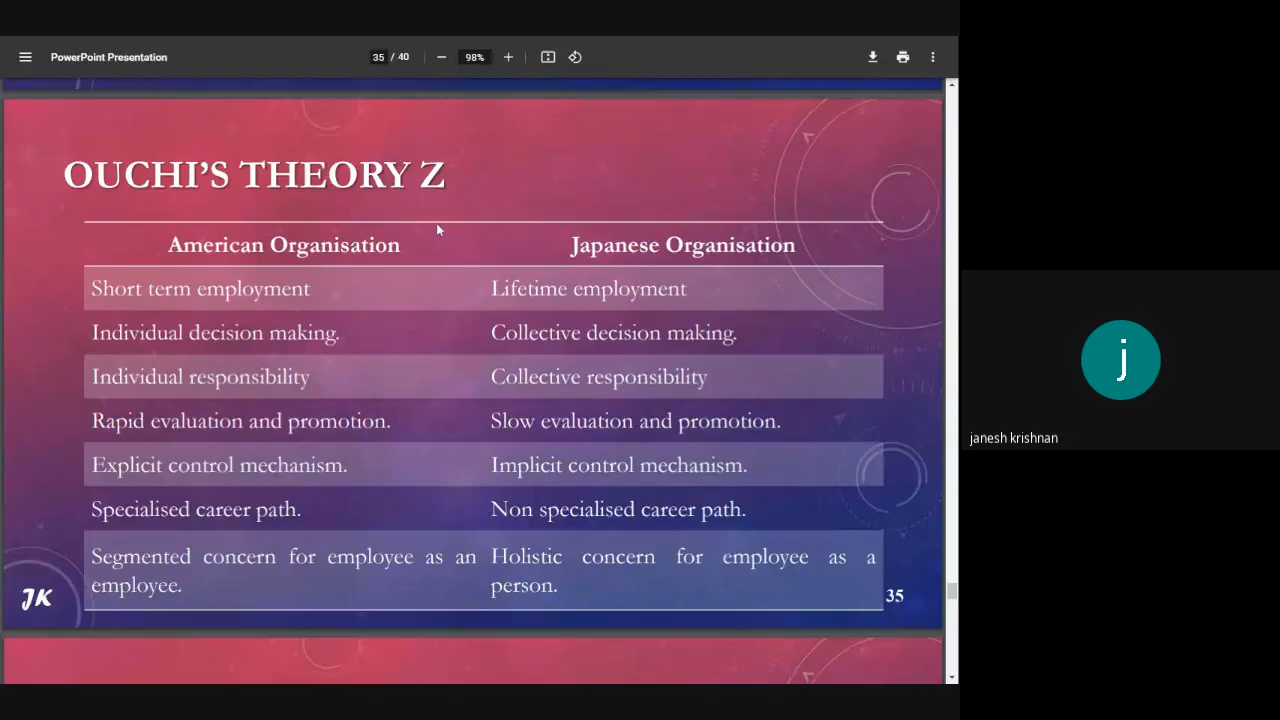 PowerPoint Presentation
35 / 40
98%
OUCHI'S THEORY Z
American Organisation Japanese Organisation
Short term employment Lifetime employment
Individual decision making. Collective decision making.
Individual responsibility Collective responsibility
Rapid evaluation and promotion. Slow evaluation and promotion.
Explicit control mechanism. Implicit control mechanism.
Specialised career path. Non specialised career path.
Segmented concern for employee as an Holistic concern for employee as a
employee. person.
JK
35
j
janesh krishnan